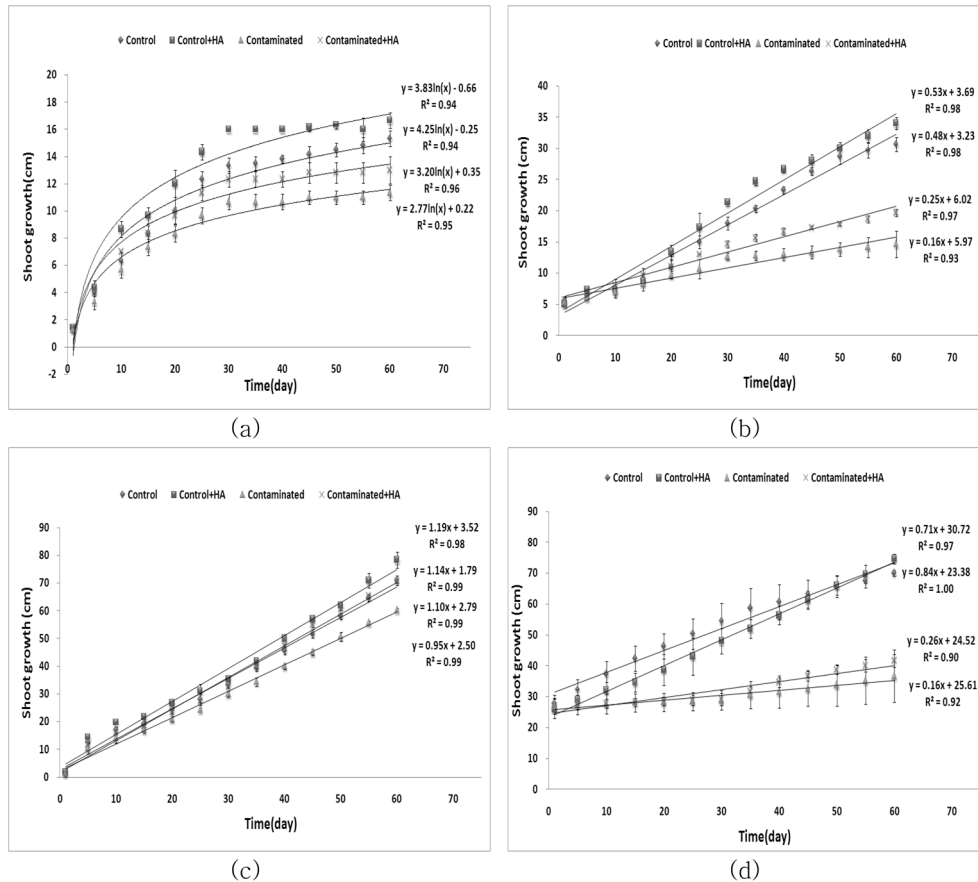 Control Control+HA Contaminated Contaminated+HA
Shoot growth(cm)
20
18
16
14
12
10
8
6
4
2
0
-2
y = 3.83ln(x) - 0.66
R² = 0.94
y = 4.25ln(x) - 0.25
R² = 0.94
y = 3.20ln(x) + 0.35
R² = 0.96
y = 2.77ln(x) + 0.22
R² = 0.95
0 10 20 30 40 50 60 70
Time(day)
(a)
Control Control+HA Contaminated Contaminated+HA
Shoot growth (cm)
40
35
30
25
20
15
10
5
0
y = 0.53x + 3.69
R² = 0.98
y = 0.48x + 3.23
R² = 0.98
y = 0.25x + 6.02
R² = 0.97
y = 0.16x + 5.97
R² = 0.93
0 10 20 30 40 50 60 70
Time(day)
(b)
Control Control+HA Contaminated Contaminated+HA
Shoot growth (cm)
90
80
70
60
50
40
30
20
10
0
y = 1.19x + 3.52
R² = 0.98
y = 1.14x + 1.79
R² = 0.99
y = 1.10x + 2.79
R² = 0.99
y = 0.95x + 2.50
R² = 0.99
0 10 20 30 40 50 60 70
Time(day)
(c)
Control Control+HA Contaminated Contaminated+HA
Shoot growth (cm)
90
80
70
60
50
40
30
20
10
0
y = 0.71x + 30.72
R² = 0.97
y = 0.84x + 23.38
R² = 1.00
y = 0.26x + 24.52
R² = 0.90
y = 0.16x + 25.61
R² = 0.92
0 10 20 30 40 50 60 70
Time(day)
(d)